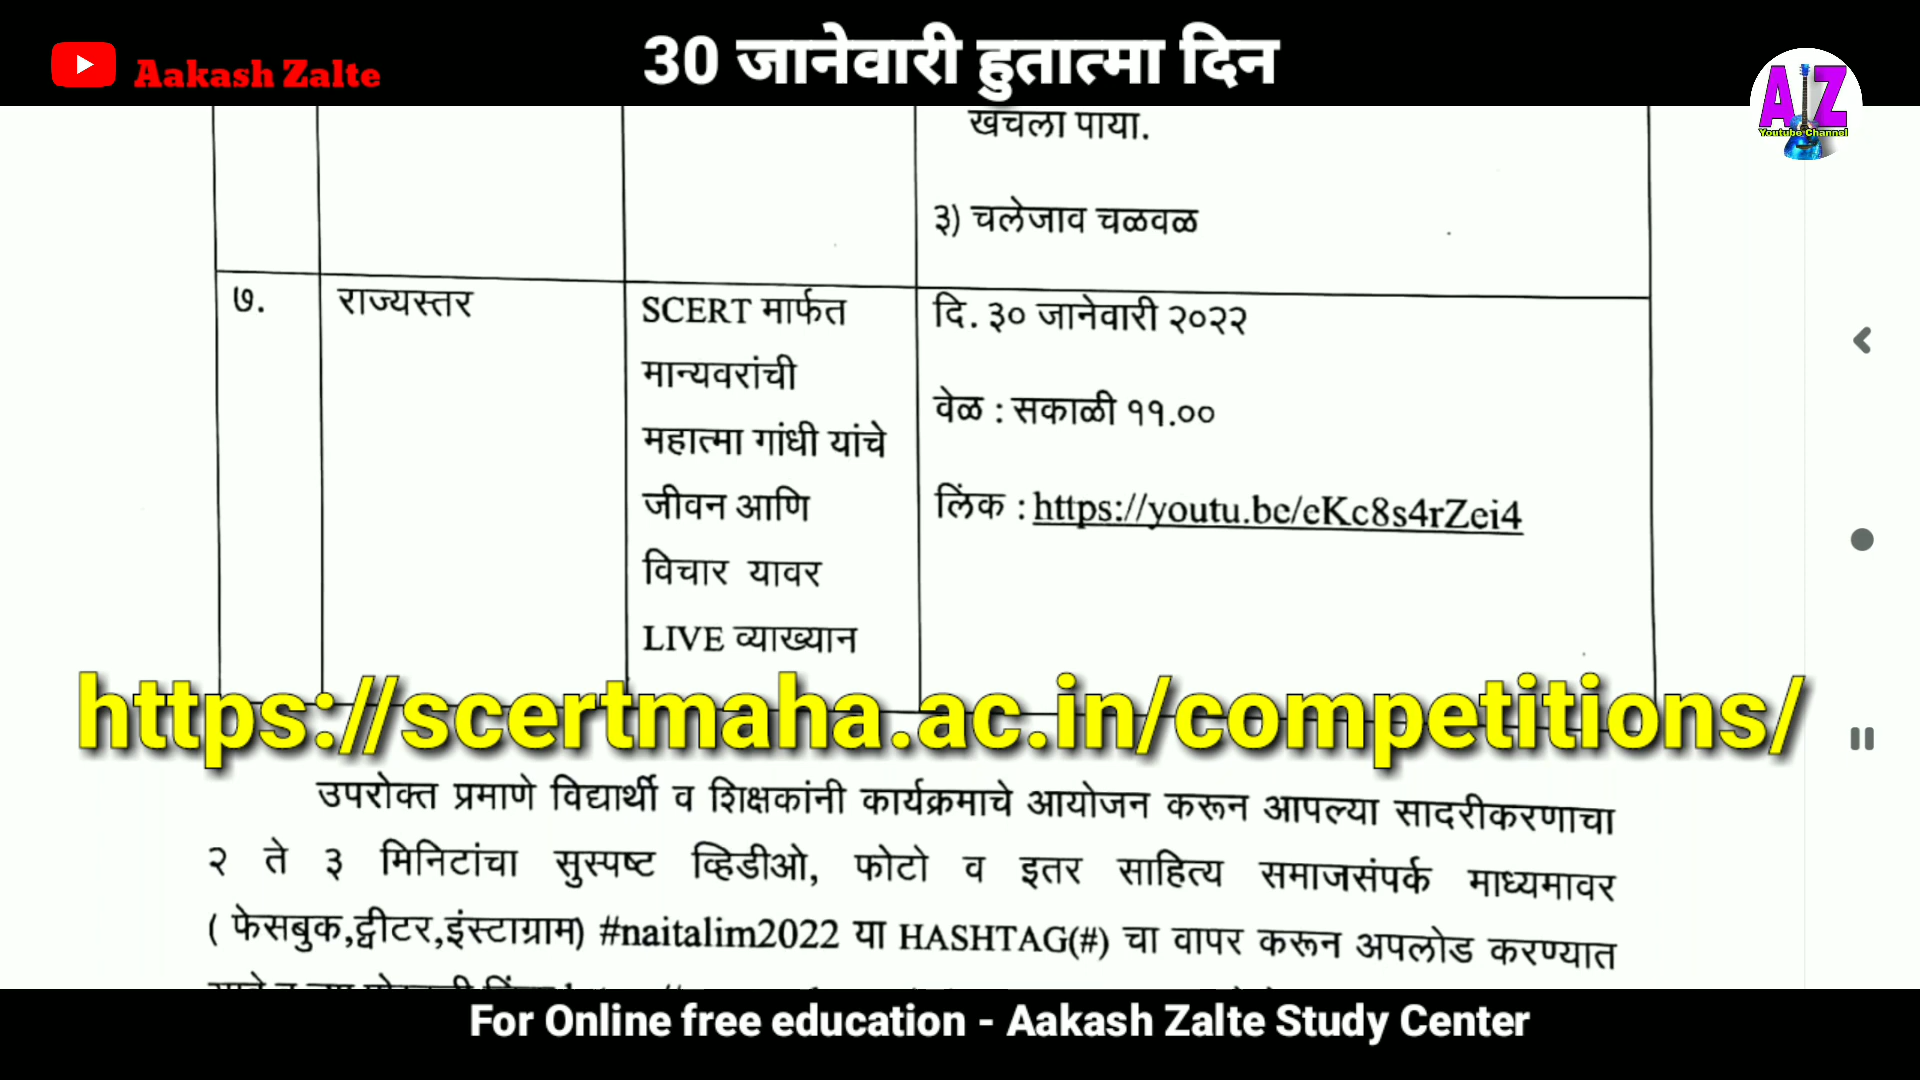 Aakash Zalte
30 जानेवारी हुतात्मा दिन
AZ
Youtube Channel
खचला पाया.
३) चलेजाव चळवळ
७.
राज्यस्तर
SCERT मार्फत
मान्यवरांची
महात्मा गांधी यांचे
जीवन आणि
विचार यावर
LIVE व्याख्यान
दि. ३० जानेवारी २०२२
वेळ : सकाळी ११.००
लिंक : https://youtu.be/eKc8s4rZei4
https://scertmaha.ac.in/competitions/
उपरोक्त प्रमाणे विद्यार्थी व शिक्षकांनी कार्यक्रमाचे आयोजन करून आपल्या सादरीकरणाचा
२ ते ३ मिनिटांचा सुस्पष्ट व्हिडीओ, फोटो व इतर साहित्य समाजसंपर्क माध्यमावर
( फेसबुक,ट्वीटर,इंस्टाग्राम) #naitalim2022 या HASHTAG(#) चा वापर करून अपलोड करण्यात
For Online free education - Aakash Zalte Study Center